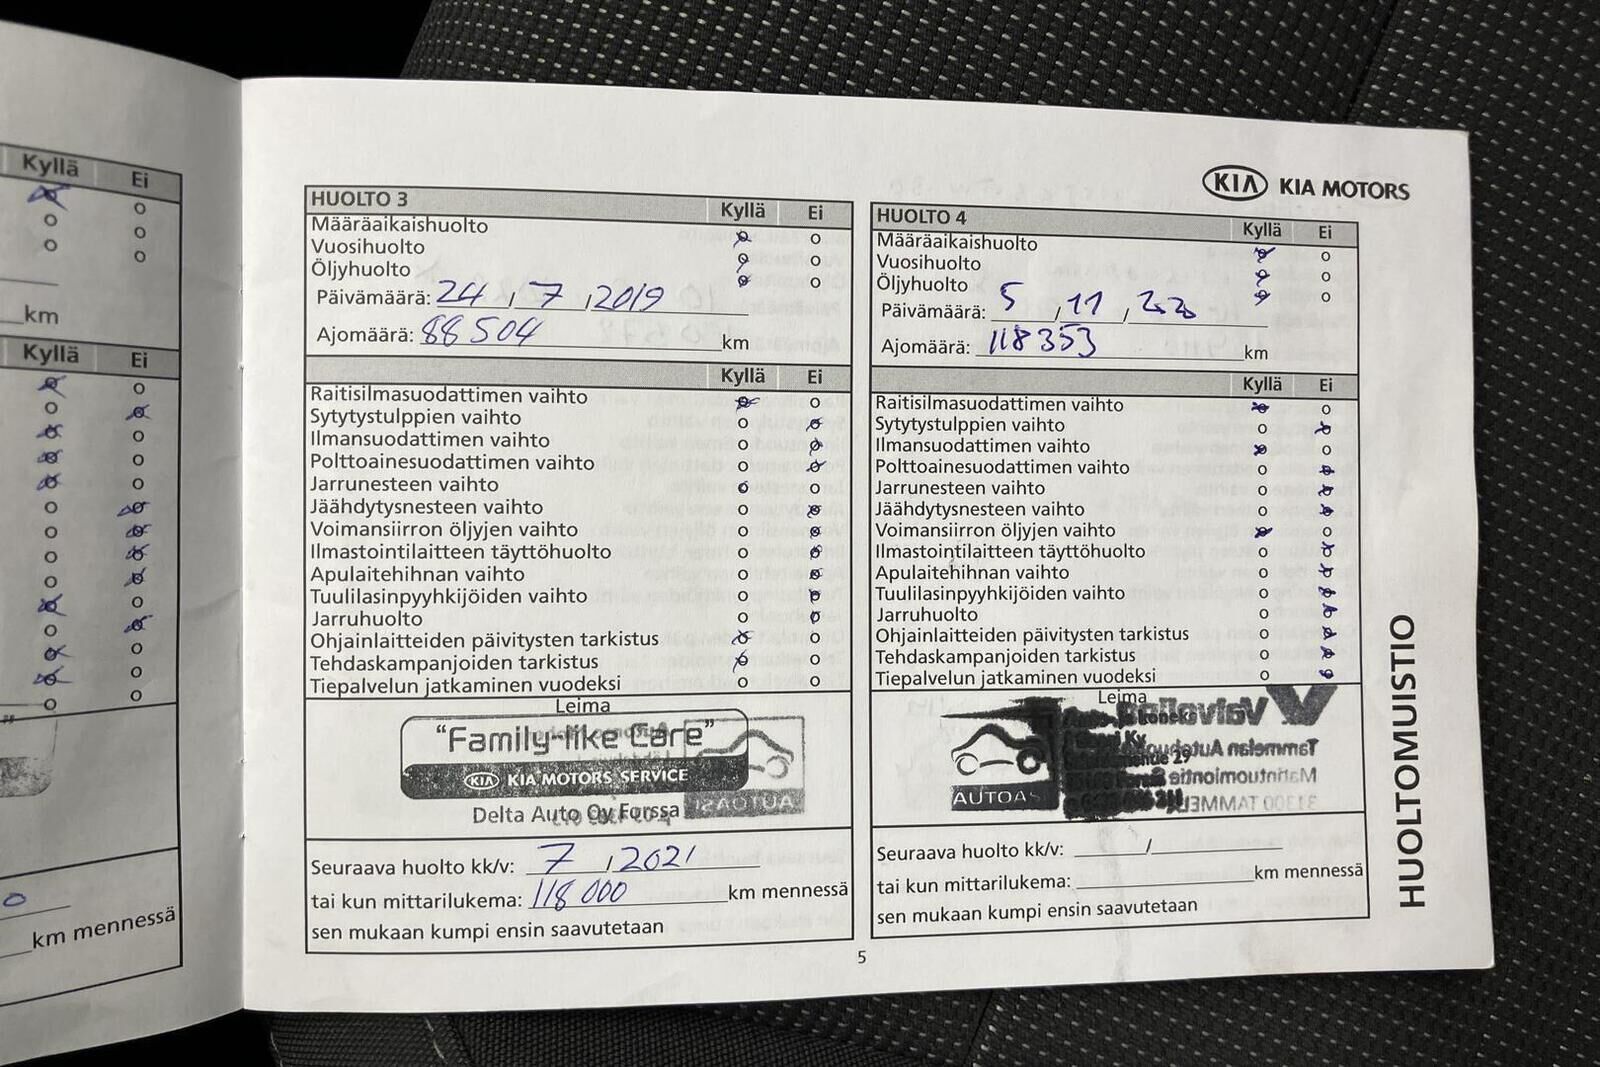 Kyllä Ei
km
Kyllä Ei
km mennessä
KIA KIA MOTORS
HUOLTO 3 Kyllä Ei
Määräaikaishuolto o
Vuosihuolto o
Öljyhuolto o
Päivämäärä: 24 / 7 / 2019
Ajomäärä: 88 504 km
Kyllä Ei
Raitisilmasuodattimen vaihto o
Sytytystulppien vaihto o
Ilmansuodattimen vaihto o
Polttoainesuodattimen vaihto o
Jarrunesteen vaihto o
Jäähdytysnesteen vaihto o
Voimansiirron öljyjen vaihto o
Ilmastointilaitteen täyttöhuolto o
Apulaitehihnan vaihto o
Tuulilasinpyyhkijöiden vaihto o
Jarruhuolto o
Ohjainlaitteiden päivitysten tarkistus o
Tehdaskampanjoiden tarkistus o
Tiepalvelun jatkaminen vuodeksi o o
Leima
"Family-like Care"
KIA KIA MOTORS SERVICE
Delta Auto Oy Forssa
Seuraava huolto kk/v: 7 / 2021
tai kun mittarilukema: 118 000 km mennessä
sen mukaan kumpi ensin saavutetaan
HUOLTO 4 Kyllä Ei
Määräaikaishuolto o
Vuosihuolto o
Öljyhuolto o
Päivämäärä: 5 / 11 /
Ajomäärä: 118 353 km
Kyllä Ei
Raitisilmasuodattimen vaihto o
Sytytystulppien vaihto o
Ilmansuodattimen vaihto o
Polttoainesuodattimen vaihto o
Jarrunesteen vaihto o
Jäähdytysnesteen vaihto o
Voimansiirron öljyjen vaihto o
Ilmastointilaitteen täyttöhuolto o
Apulaitehihnan vaihto o
Tuulilasinpyyhkijöiden vaihto o
Jarruhuolto o
Ohjainlaitteiden päivitysten tarkistus o
Tehdaskampanjoiden tarkistus o
Tiepalvelun jatkaminen vuodeksi o
Leima
Seuraava huolto kk/v: /
tai kun mittarilukema: km mennessä
sen mukaan kumpi ensin saavutetaan
HUOLTOMUISTIO
5